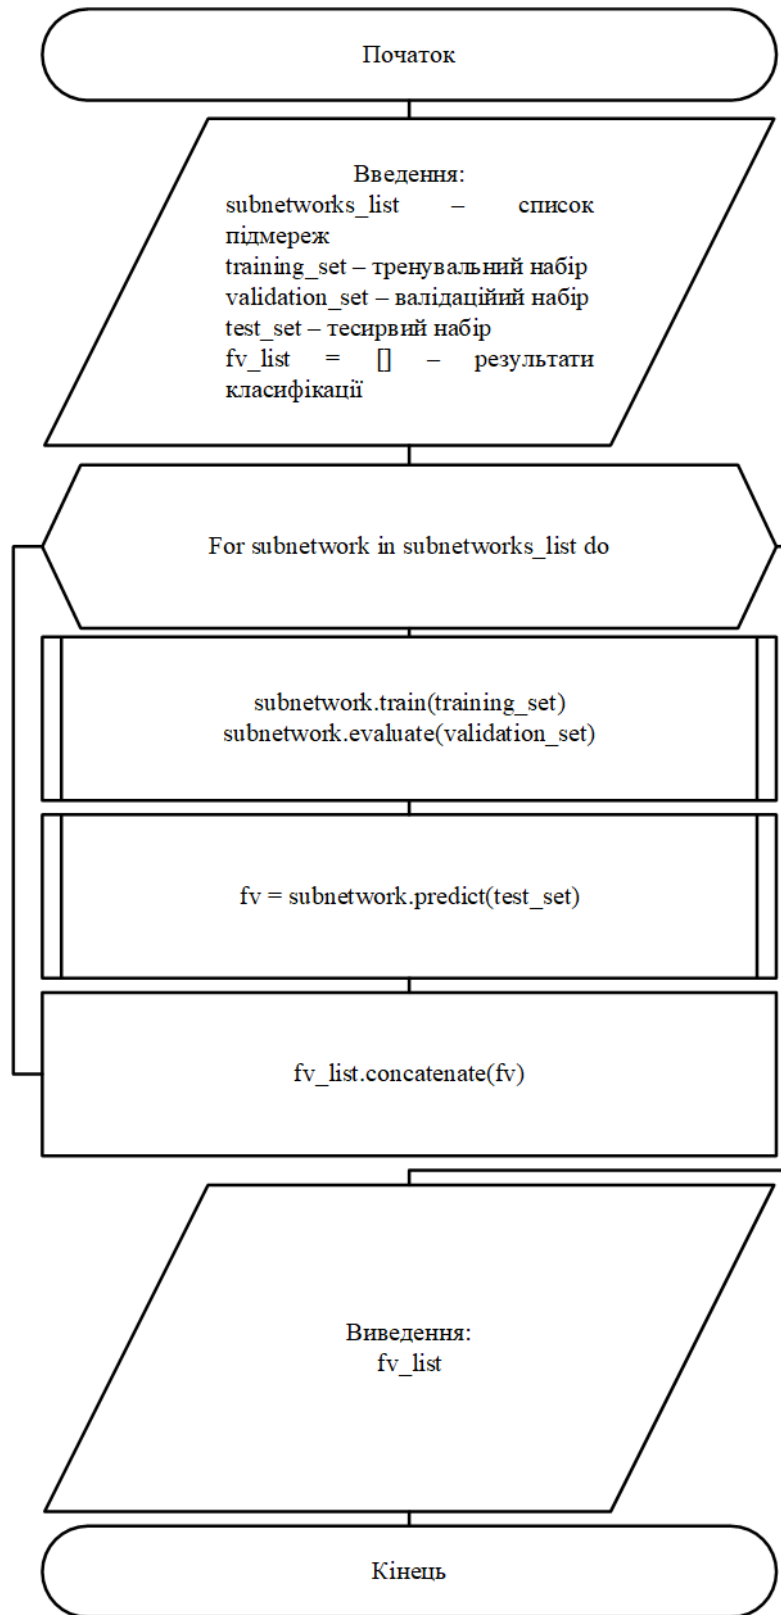 Початок
Введення:
subnetworks_list – список
підмереж
training_set – тренувальний набір
validation_set – валідаційий набір
test_set – тесирвий набір
fv_list = [] – результати
класифікації
For subnetwork in subnetworks_list do
subnetwork.train(training_set)
subnetwork.evaluate(validation_set)
fv = subnetwork.predict(test_set)
fv_list.concatenate(fv)
Виведення:
fv_list
Кінець